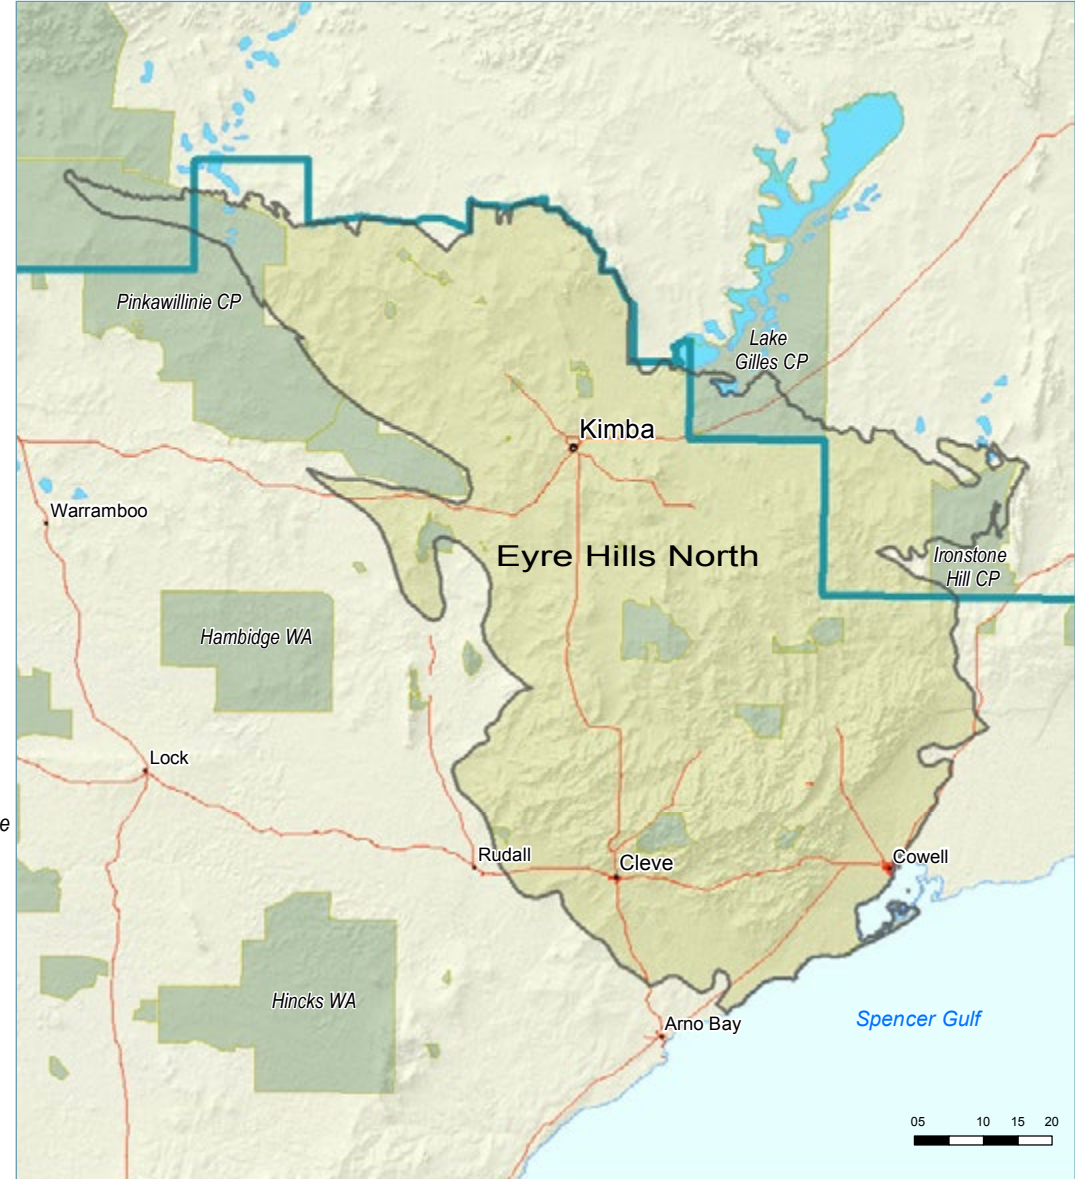 Pinkawillinie CP
Lake
Gilles CP
Kimba
Warramboo
Eyre Hills North
Ironstone
Hill CP
Hambidge WA
Lock
e
Rudall
Cleve
Cowell
Hincks WA
Arno Bay
Spencer Gulf
05 10 15 20